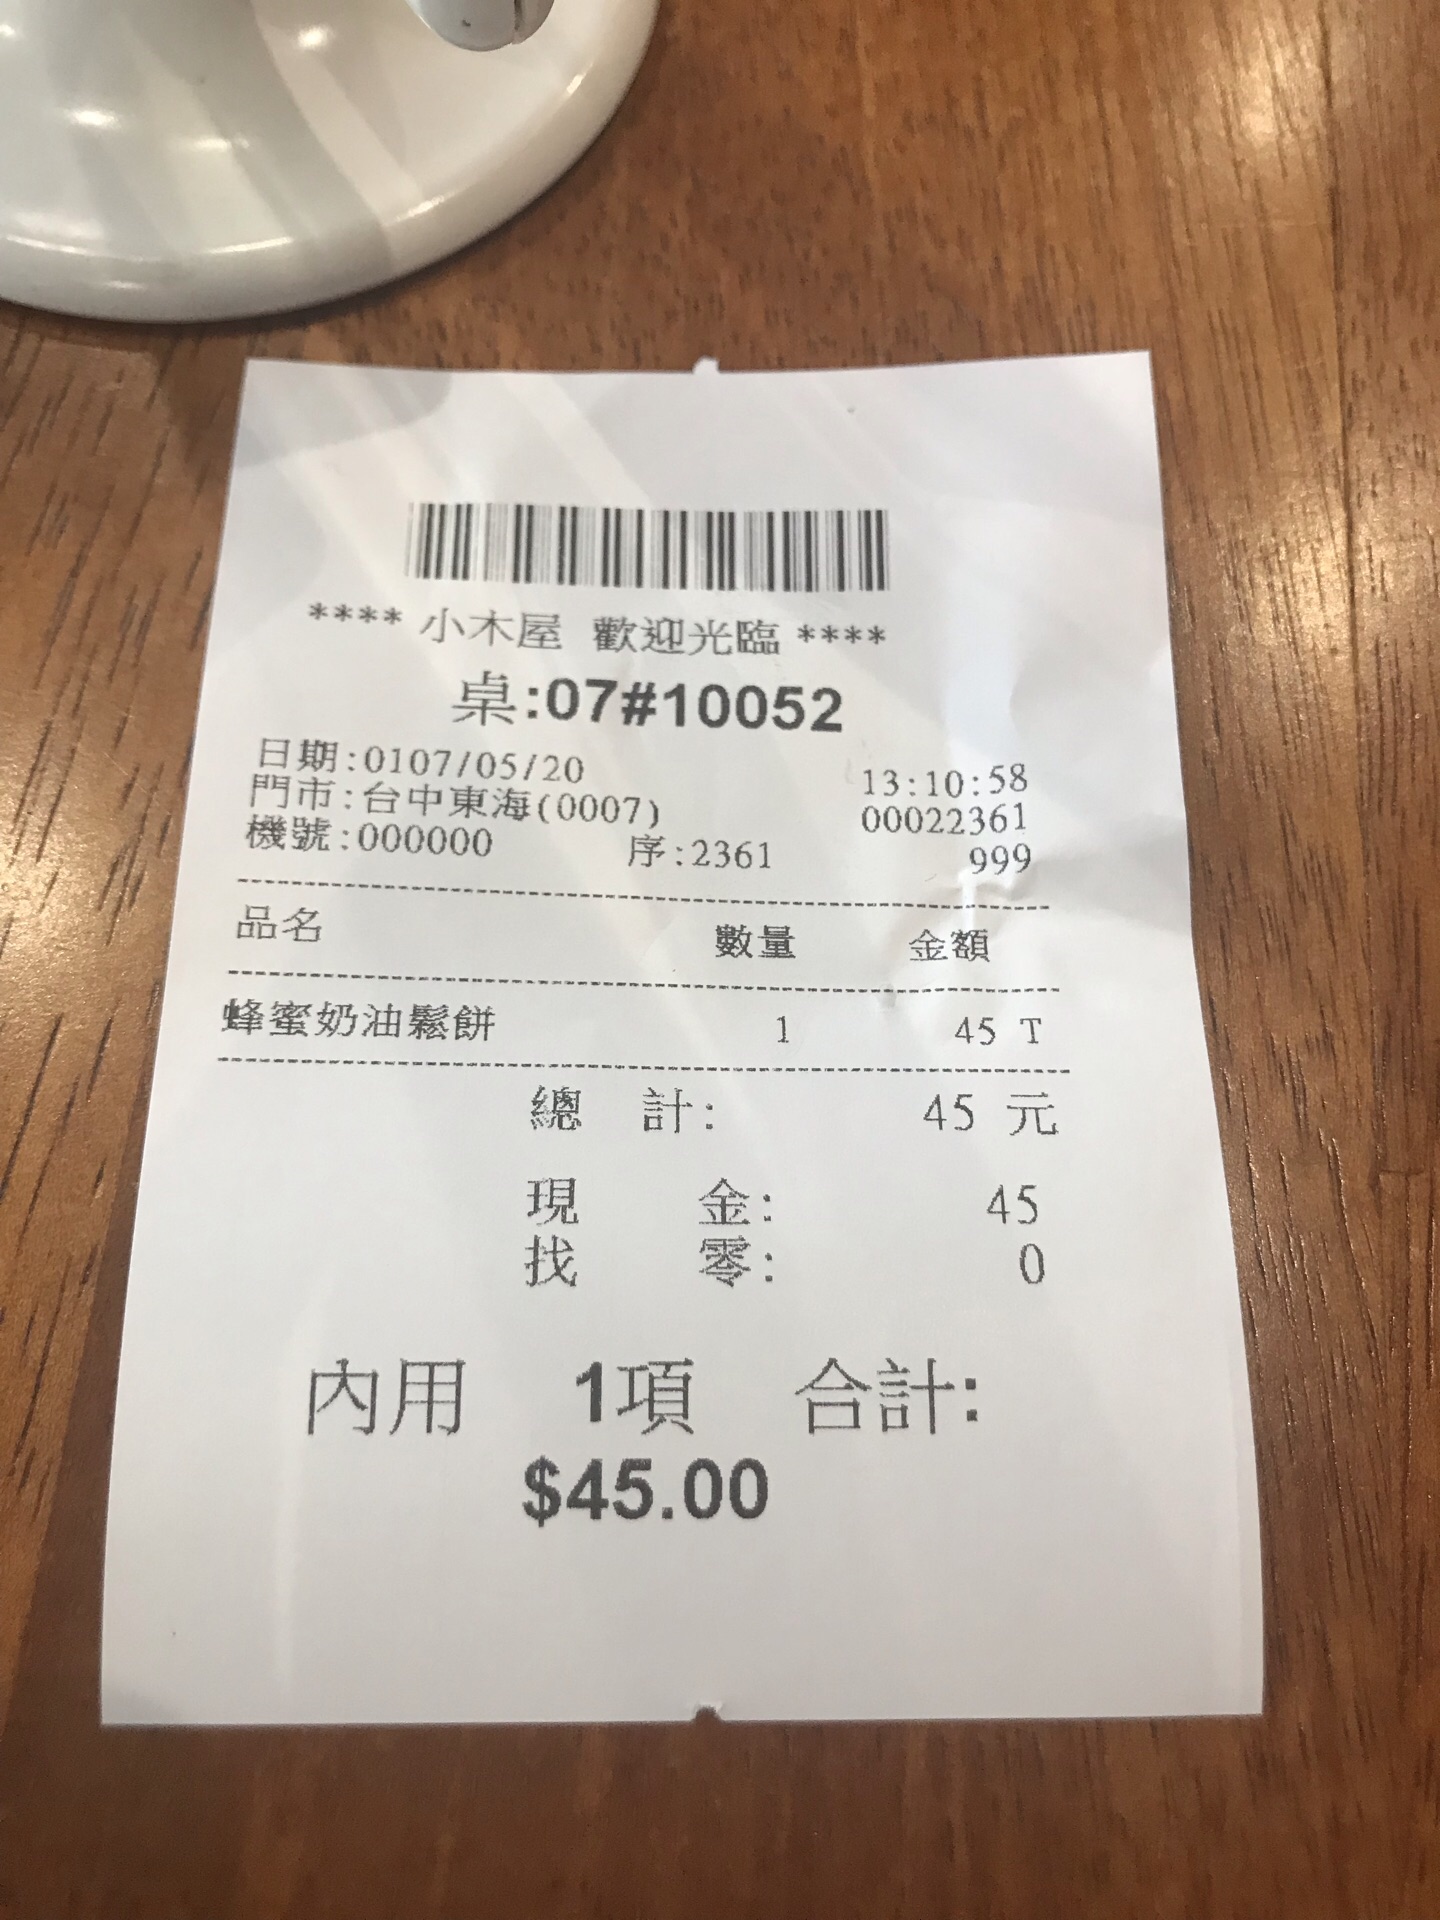 **** 小木屋 歡迎光臨 ****
桌:07#10052
日期:0107/05/20 13:10:58
門市:台中東海(0007) 00022361
機號:000000 序:2361 999
品名 數量 金額
蜂蜜奶油鬆餅 1 45 T
總 計: 45 元
現 金: 45
找 零: 0
內用 1項 合計:
$45.00